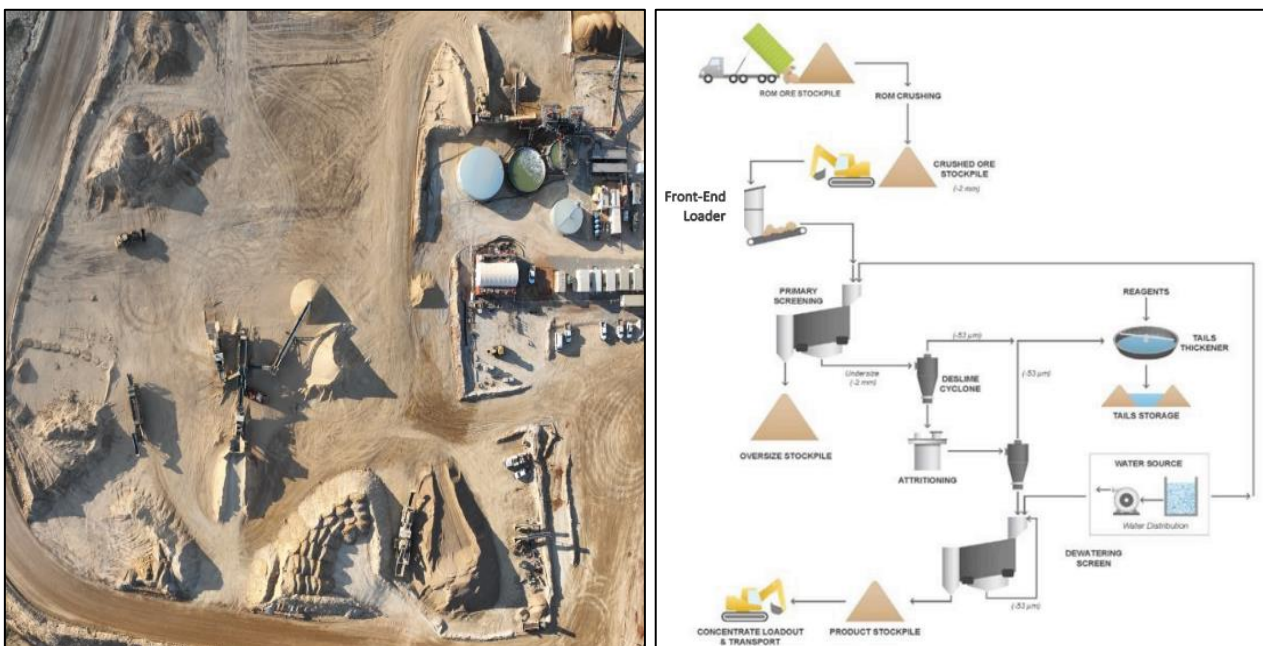 ROM ORE STOCKPILE
ROM CRUSHING
CRUSHED ORE
STOCKPILE
(-2 mm)
Front-End
Loader
PRIMARY
SCREENING
REAGENTS
(-53 µm)
TAILS
THICKENER
Undersize
(-2 mm)
DESLIME
CYCLONE
(-53 µm)
TAILS STORAGE
OVERSIZE STOCKPILE
ATTRITIONING
WATER SOURCE
Water Distribution
DEWATERING
SCREEN
(-53 µm)
CONCENTRATE LOADOUT
& TRANSPORT
PRODUCT STOCKPILE